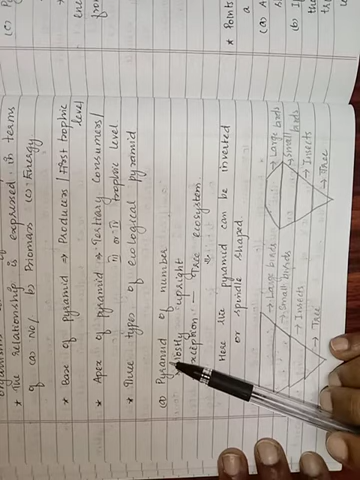 * The relationship is expressed in terms
of (a) No/ b) Biomass (c) Energy
* Base of pyramid → Producers / First trophic
level
* Apex of pyramid → Tertiary consumers/
III or IV trophic level
* Three types of ecological pyramid
(a) Pyramid of number
Mostly upright
Exception:- Tree ecosystem
Here the pyramid can be inverted
or spindle shaped
→ Large birds
→ Small birds
→ Insects
→ Tree
→ Large birds
→ Small birds
→ Insects
→ Tree
* Points
a
(a) A
(b) I
the